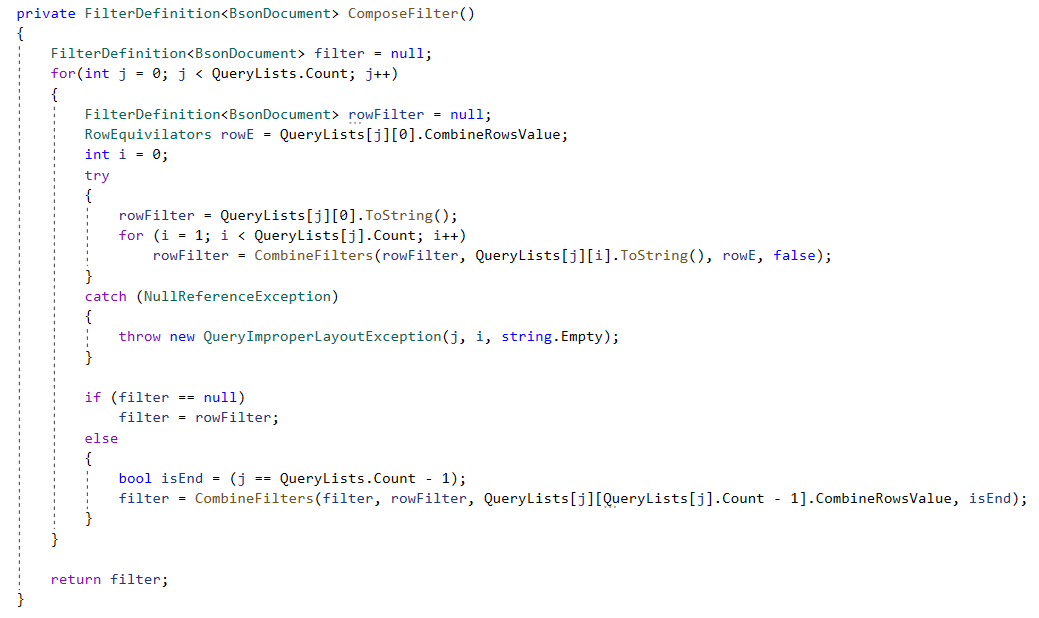 private FilterDefinition<BsonDocument> ComposeFilter()
{
    FilterDefinition<BsonDocument> filter = null;
    for(int j = 0; j < QueryLists.Count; j++)
    {
        FilterDefinition<BsonDocument> rowFilter = null;
        RowEquivilators rowE = QueryLists[j][0].CombineRowsValue;
        int i = 0;
        try
        {
            rowFilter = QueryLists[j][0].ToString();
            for (i = 1; i < QueryLists[j].Count; i++)
                rowFilter = CombineFilters(rowFilter, QueryLists[j][i].ToString(), rowE, false);
        }
        catch (NullReferenceException)
        {
            throw new QueryImproperLayoutException(j, i, string.Empty);
        }

        if (filter == null)
            filter = rowFilter;
        else
        {
            bool isEnd = (j == QueryLists.Count - 1);
            filter = CombineFilters(filter, rowFilter, QueryLists[j][QueryLists[j].Count - 1].CombineRowsValue, isEnd);
        }
    }

    return filter;
}